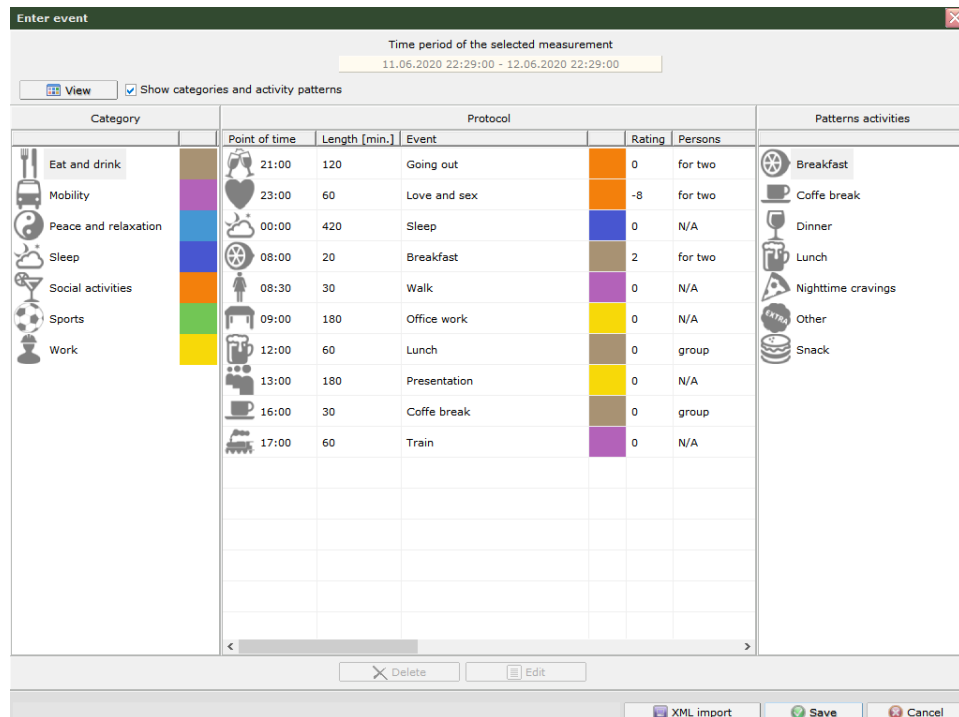 Enter event
Time period of the selected measurement
11.06.2020 22:29:00 - 12.06.2020 22:29:00
View Show categories and activity patterns
Category Protocol Patterns activities
Point of time Length [min.] Event Rating Persons
Eat and drink 21:00 120 Going out 0 for two Breakfast
Mobility 23:00 60 Love and sex -8 for two Coffe break
Peace and relaxation 00:00 420 Sleep 0 N/A Dinner
Sleep 08:00 20 Breakfast 2 for two Lunch
Social activities 08:30 30 Walk 0 N/A Nighttime cravings
Sports 09:00 180 Office work 0 N/A EXTRA Other
Work 12:00 60 Lunch 0 group Snack
13:00 180 Presentation 0 N/A
16:00 30 Coffe break 0 group
17:00 60 Train 0 N/A
Delete Edit
XML import Save Cancel